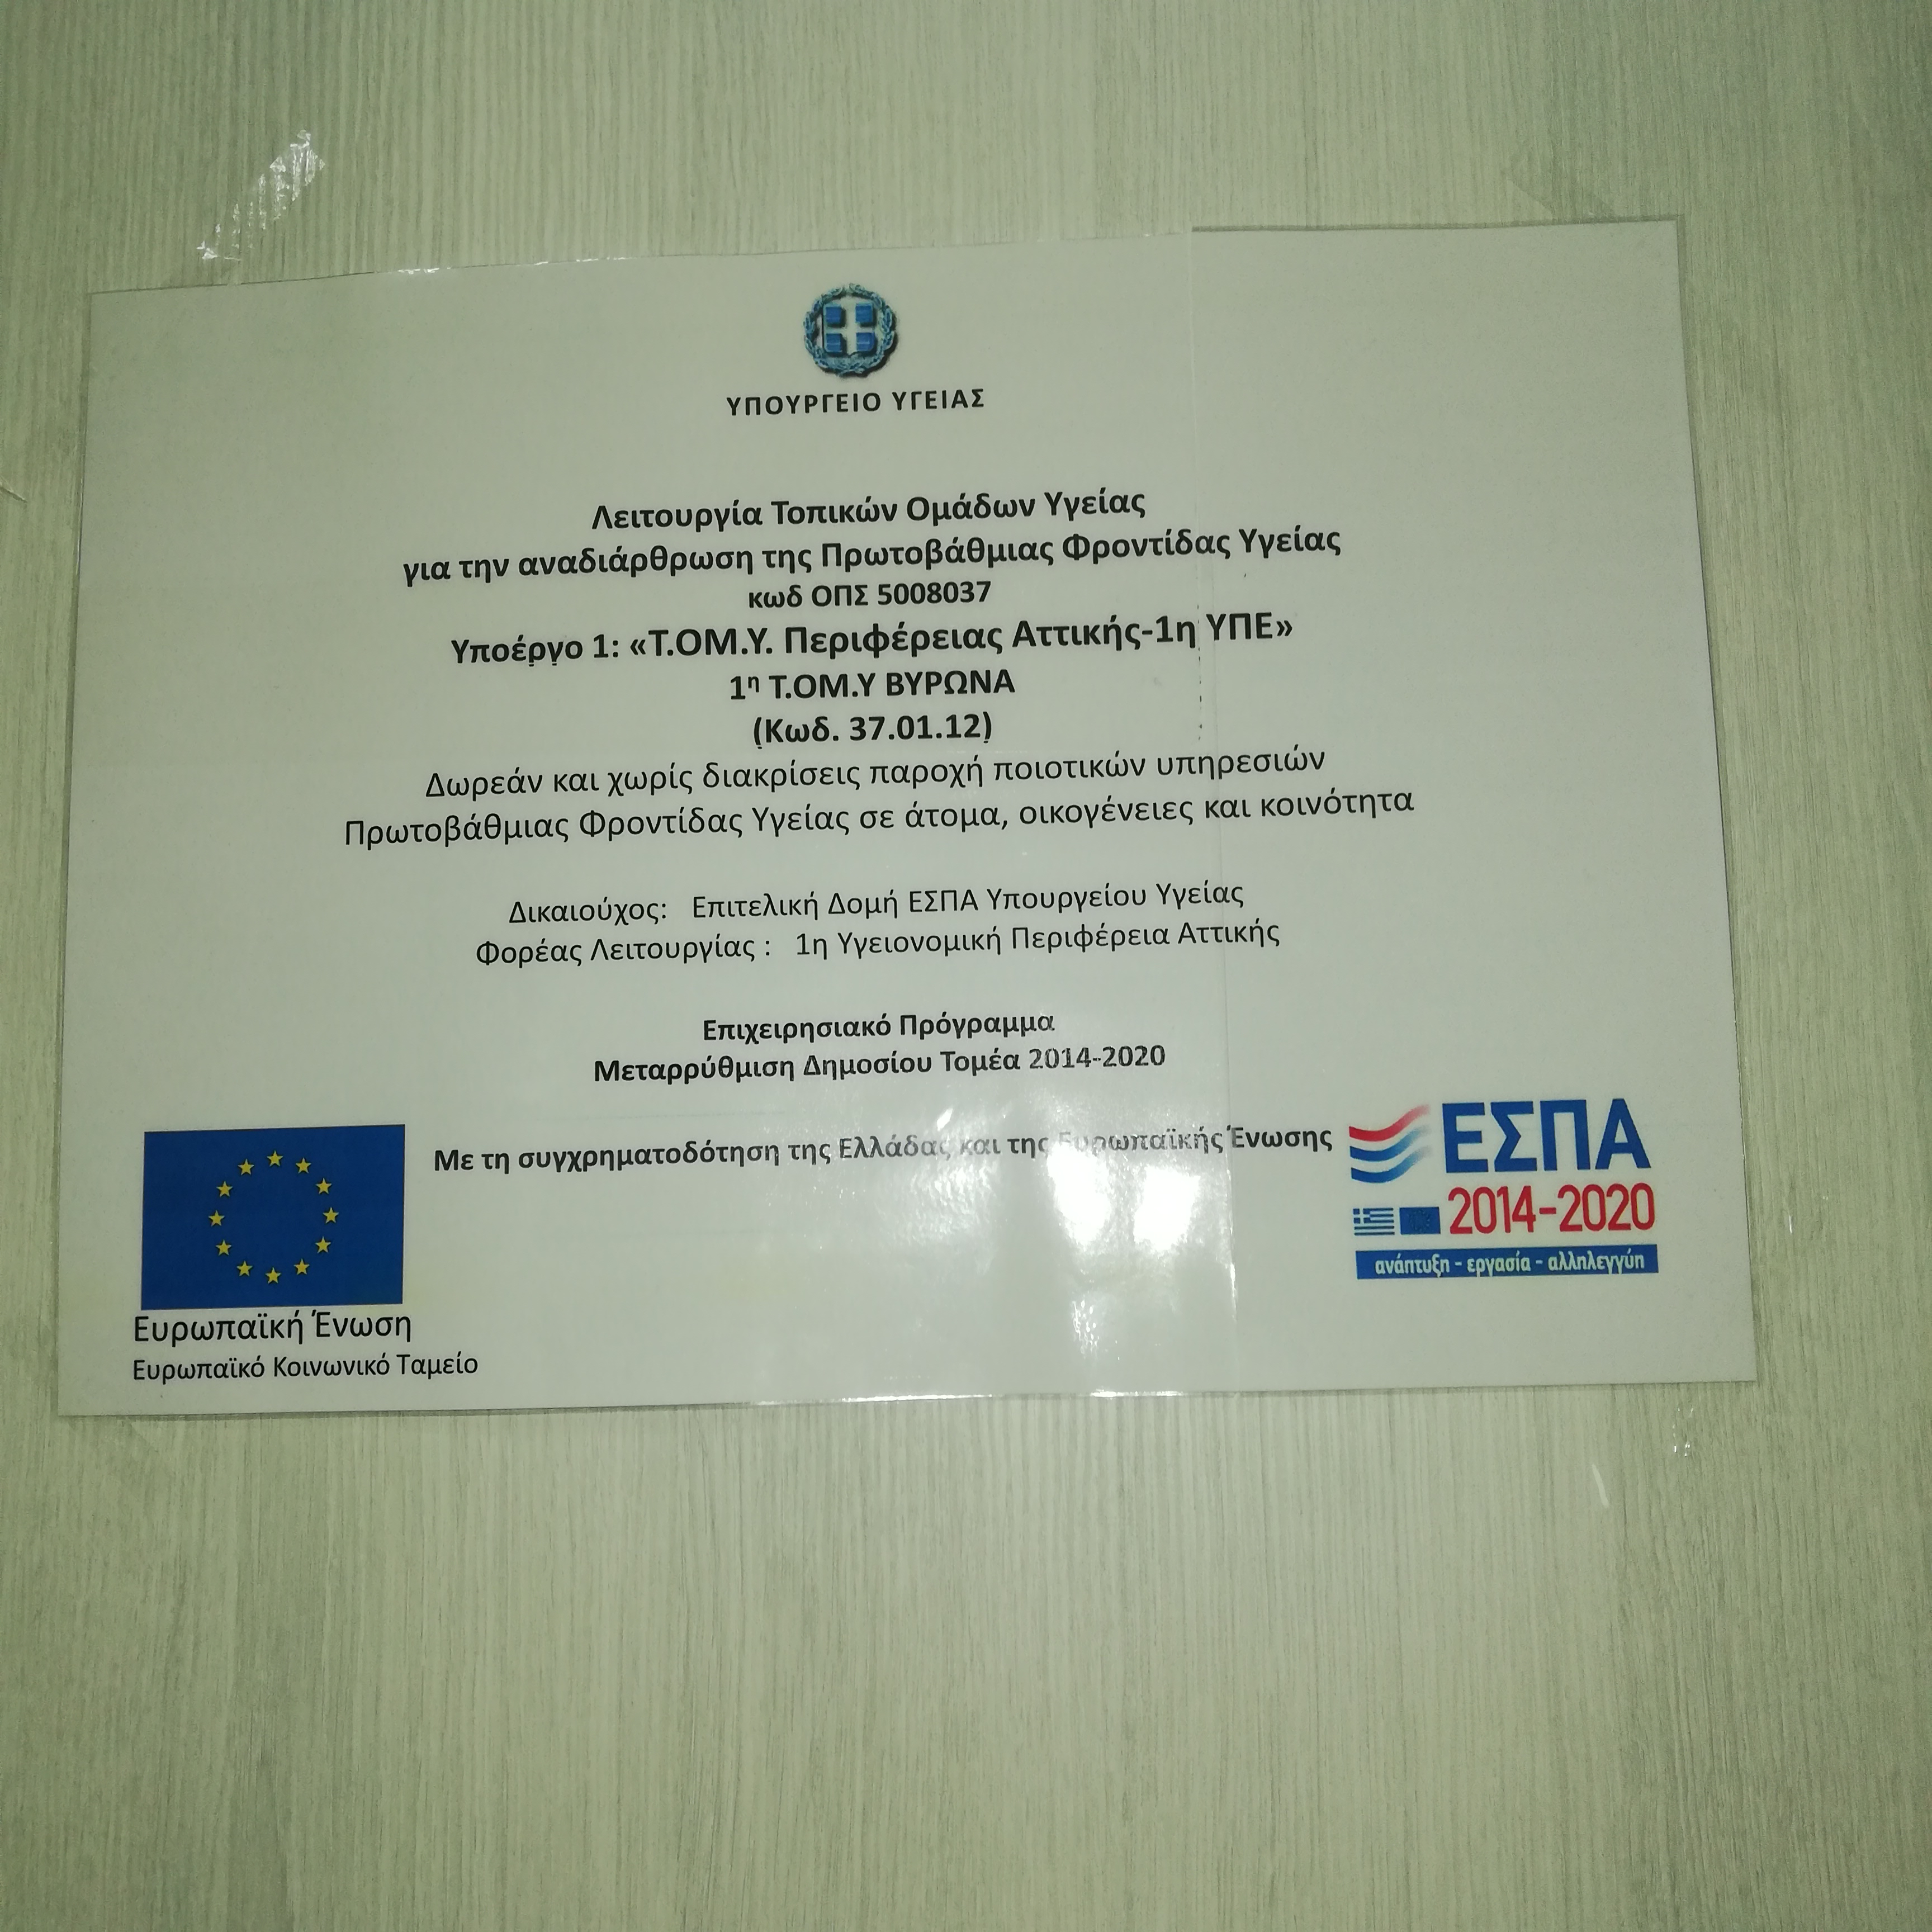 ΥΠΟΥΡΓΕΙΟ ΥΓΕΙΑΣ
Λειτουργία Τοπικών Ομάδων Υγείας
για την αναδιάρθρωση της Πρωτοβάθμιας Φροντίδας Υγείας
κωδ ΟΠΣ 5008037
Υποέργο 1: «Τ.ΟΜ.Υ. Περιφέρειας Αττικής-1η ΥΠΕ»
1η Τ.ΟΜ.Υ ΒΥΡΩΝΑ
(Κωδ. 37.01.12)
Δωρεάν και χωρίς διακρίσεις παροχή ποιοτικών υπηρεσιών
Πρωτοβάθμιας Φροντίδας Υγείας σε άτομα, οικογένειες και κοινότητα
Δικαιούχος: Επιτελική Δομή ΕΣΠΑ Υπουργείου Υγείας
Φορέας Λειτουργίας : 1η Υγειονομική Περιφέρεια Αττικής
Επιχειρησιακό Πρόγραμμα
Μεταρρύθμιση Δημοσίου Τομέα 2014-2020
Με τη συγχρηματοδότηση της Ελλάδας και της Ευρωπαϊκής Ένωσης
Ευρωπαϊκή Ένωση
Ευρωπαϊκό Κοινωνικό Ταμείο
ΕΣΠΑ
2014-2020
ανάπτυξη - εργασία - αλληλεγγύη